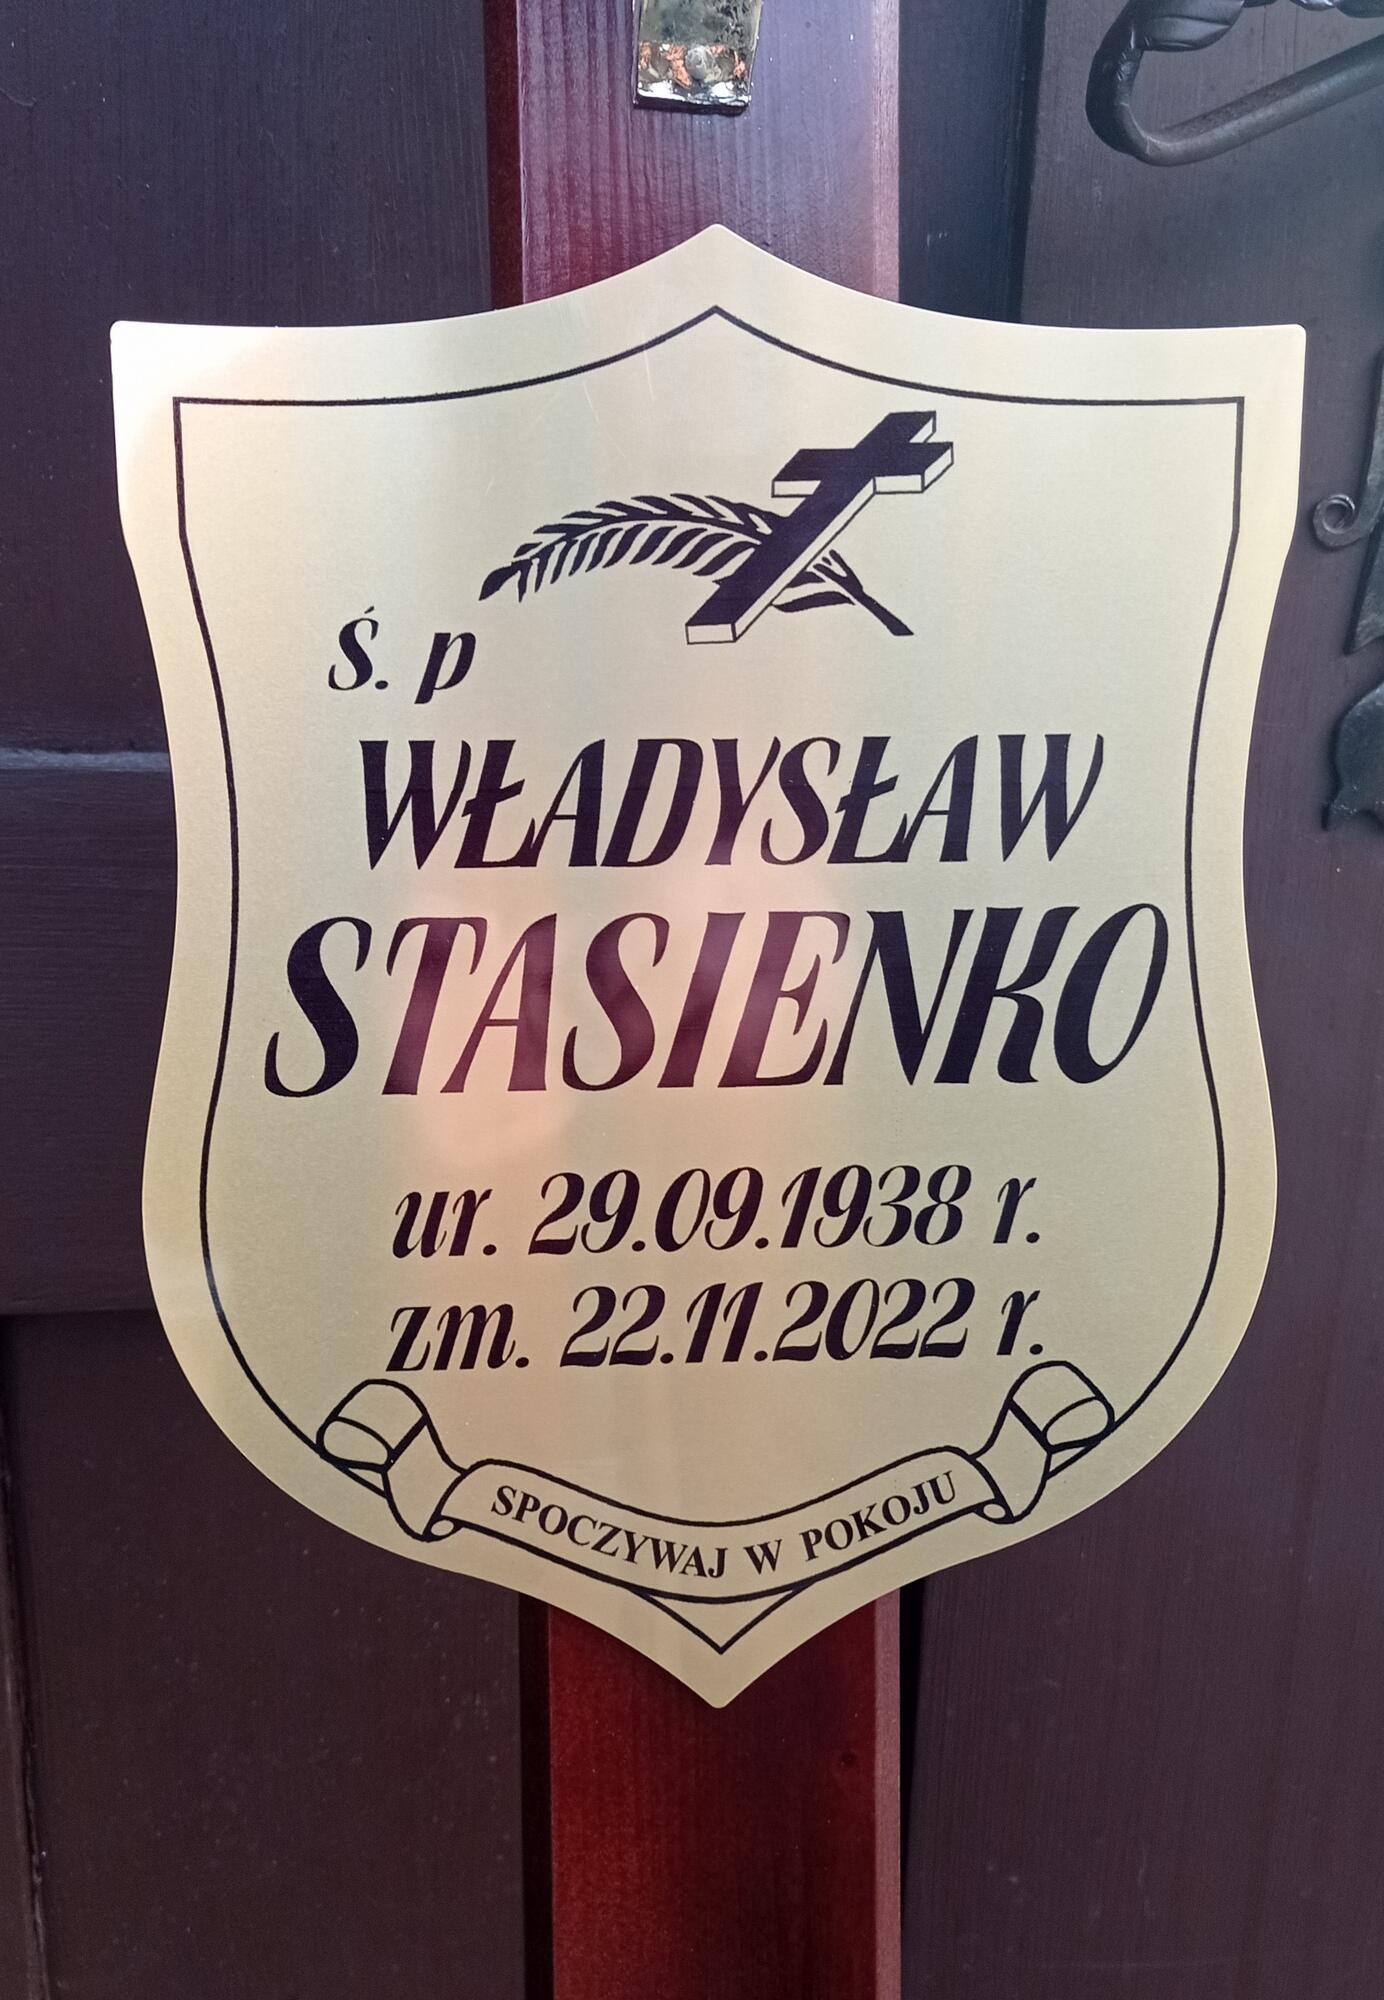 Ś. p
WŁADYSŁAW
STASIENKO
ur. 29.09.1938 r.
zm. 22.11.2022 r.
SPOCZYWAJ W POKOJU